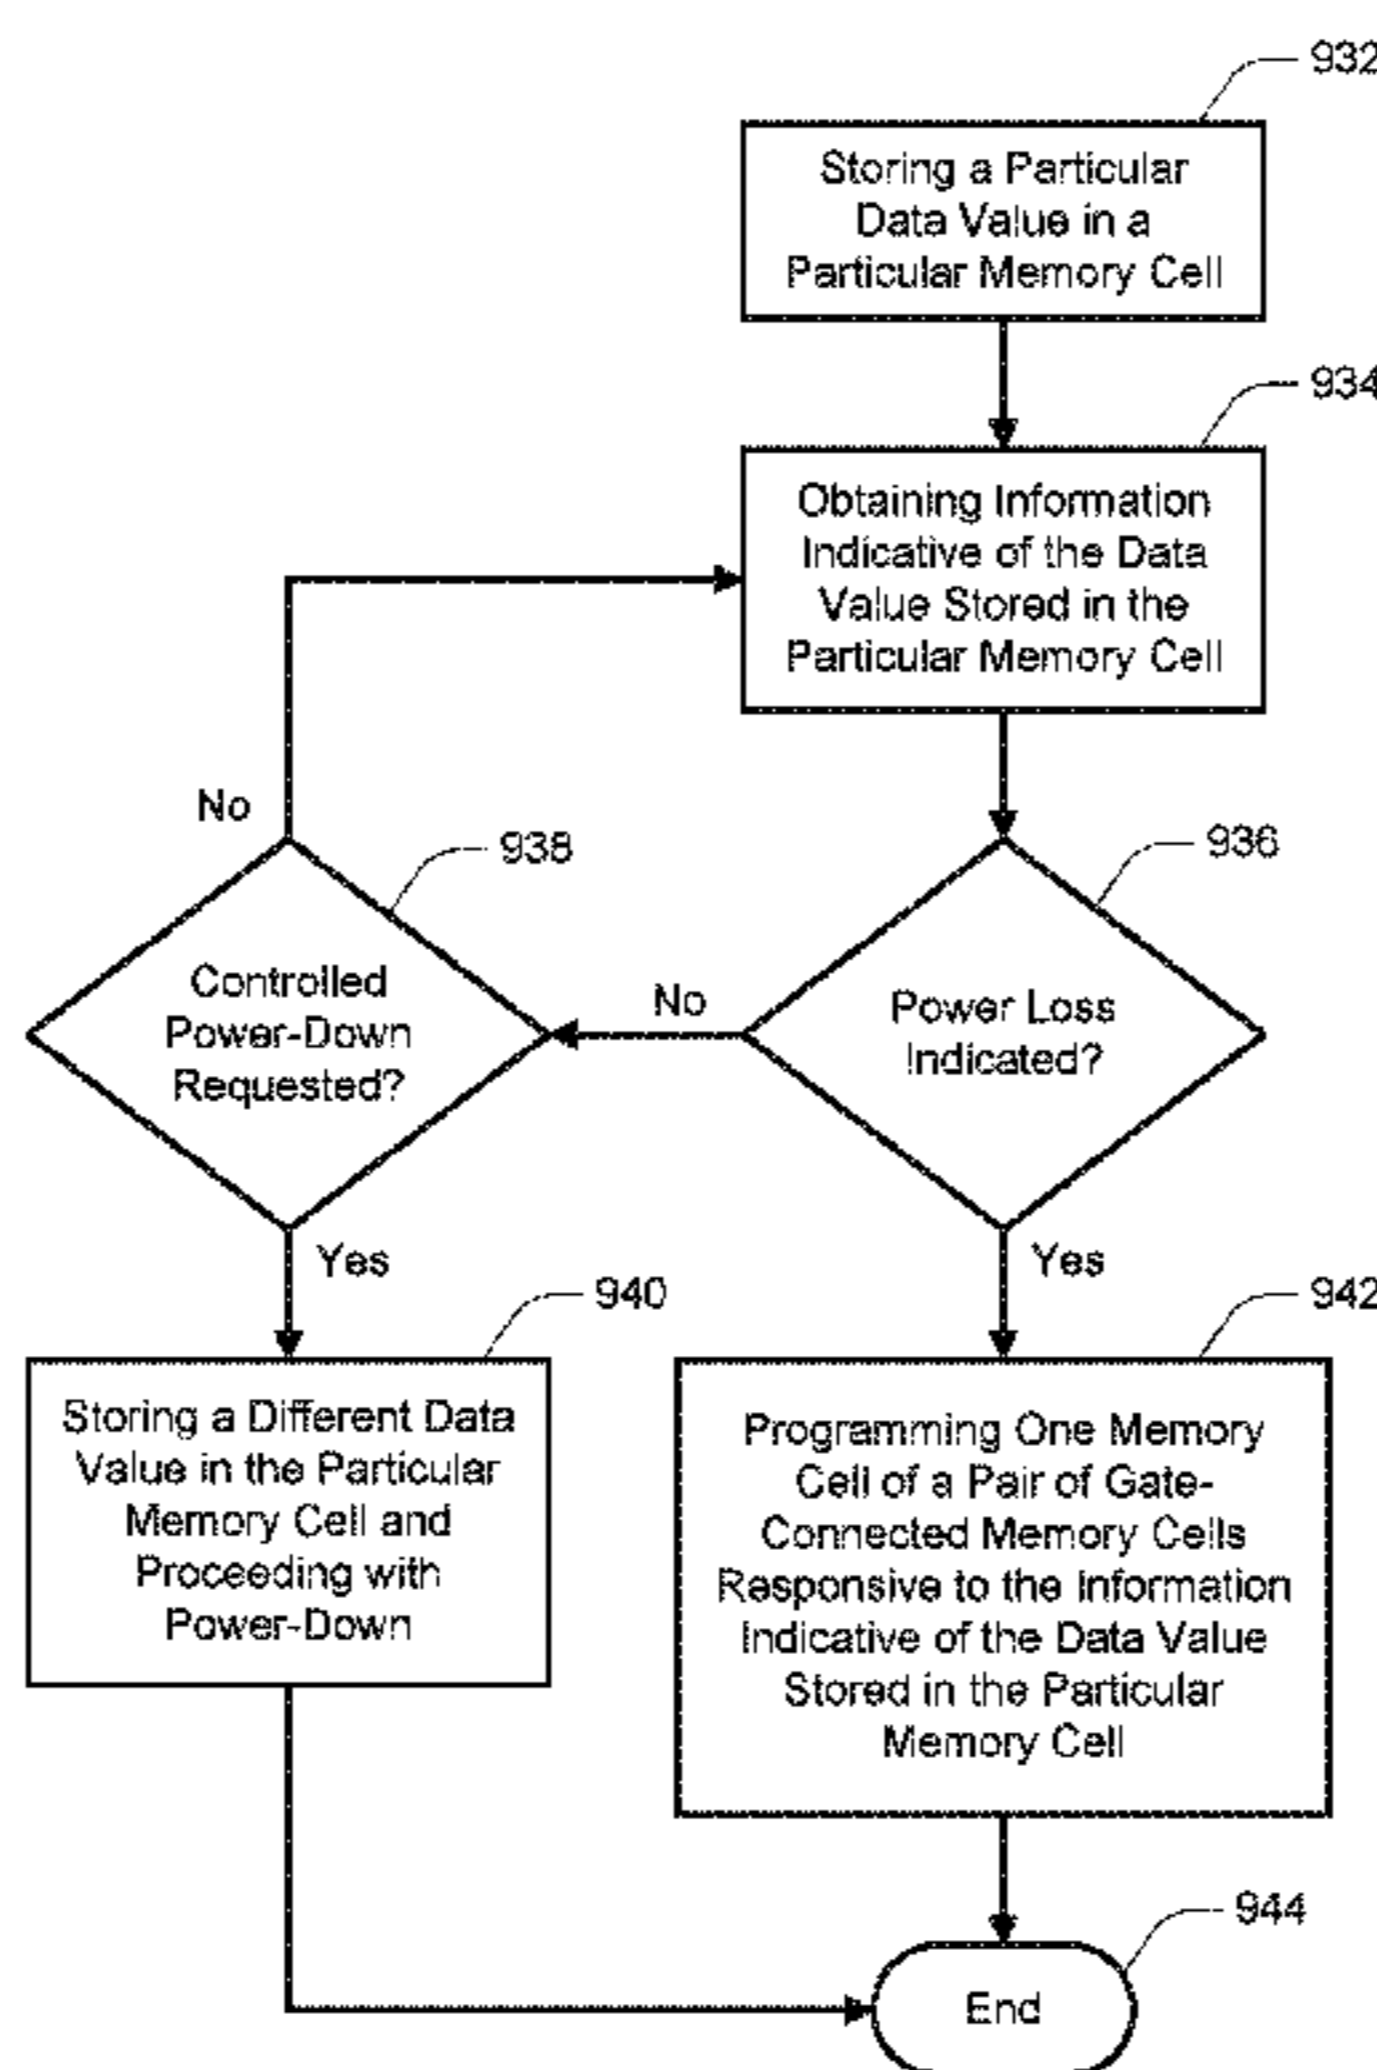 932
Storing a Particular
Data Value in a
Particular Memory Cell
934
Obtaining Information
Indicative of the Data
Value Stored in the
Particular Memory Cell
No
938
936
Controlled
Power-Down
Requested?
No
Power Loss
Indicated?
Yes
Yes
940
942
Storing a Different Data
Value in the Particular
Memory Cell and
Proceeding with
Power-Down
Programming One Memory
Cell of a Pair of Gate-
Connected Memory Cells
Responsive to the Information
Indicative of the Data Value
Stored in the Particular
Memory Cell
944
End